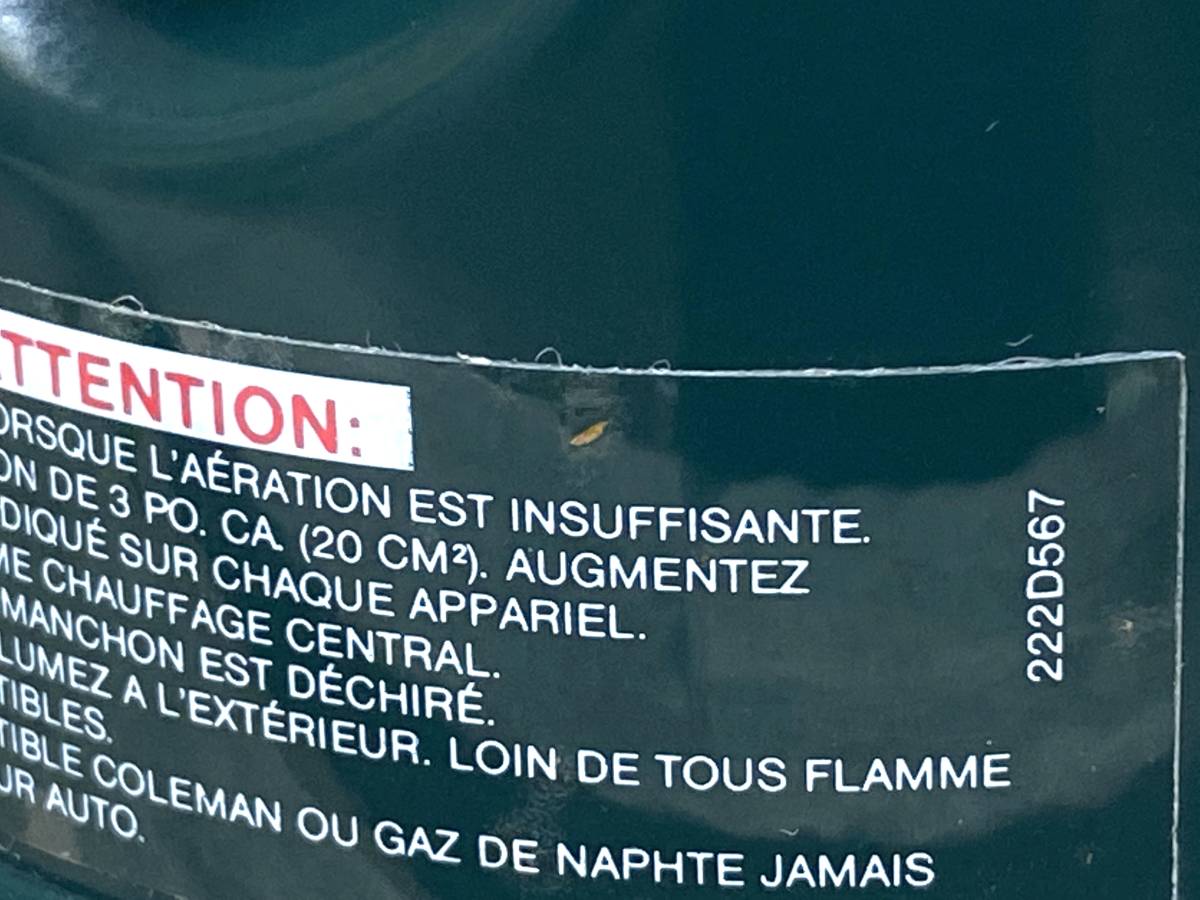 TTENTION:
ORSQUE L'AÉRATION EST INSUFFISANTE.
ON DE 3 PO. CA. (20 CM²). AUGMENTEZ
DIQUÉ SUR CHAQUE APPARIEL.
ME CHAUFFAGE CENTRAL.
MANCHON EST DÉCHIRÉ.
LUMEZ A L'EXTÉRIEUR. LOIN DE TOUS FLAMME
TIBLES.
TIBLE COLEMAN OU GAZ DE NAPHTE JAMAIS
UR AUTO.
222D567